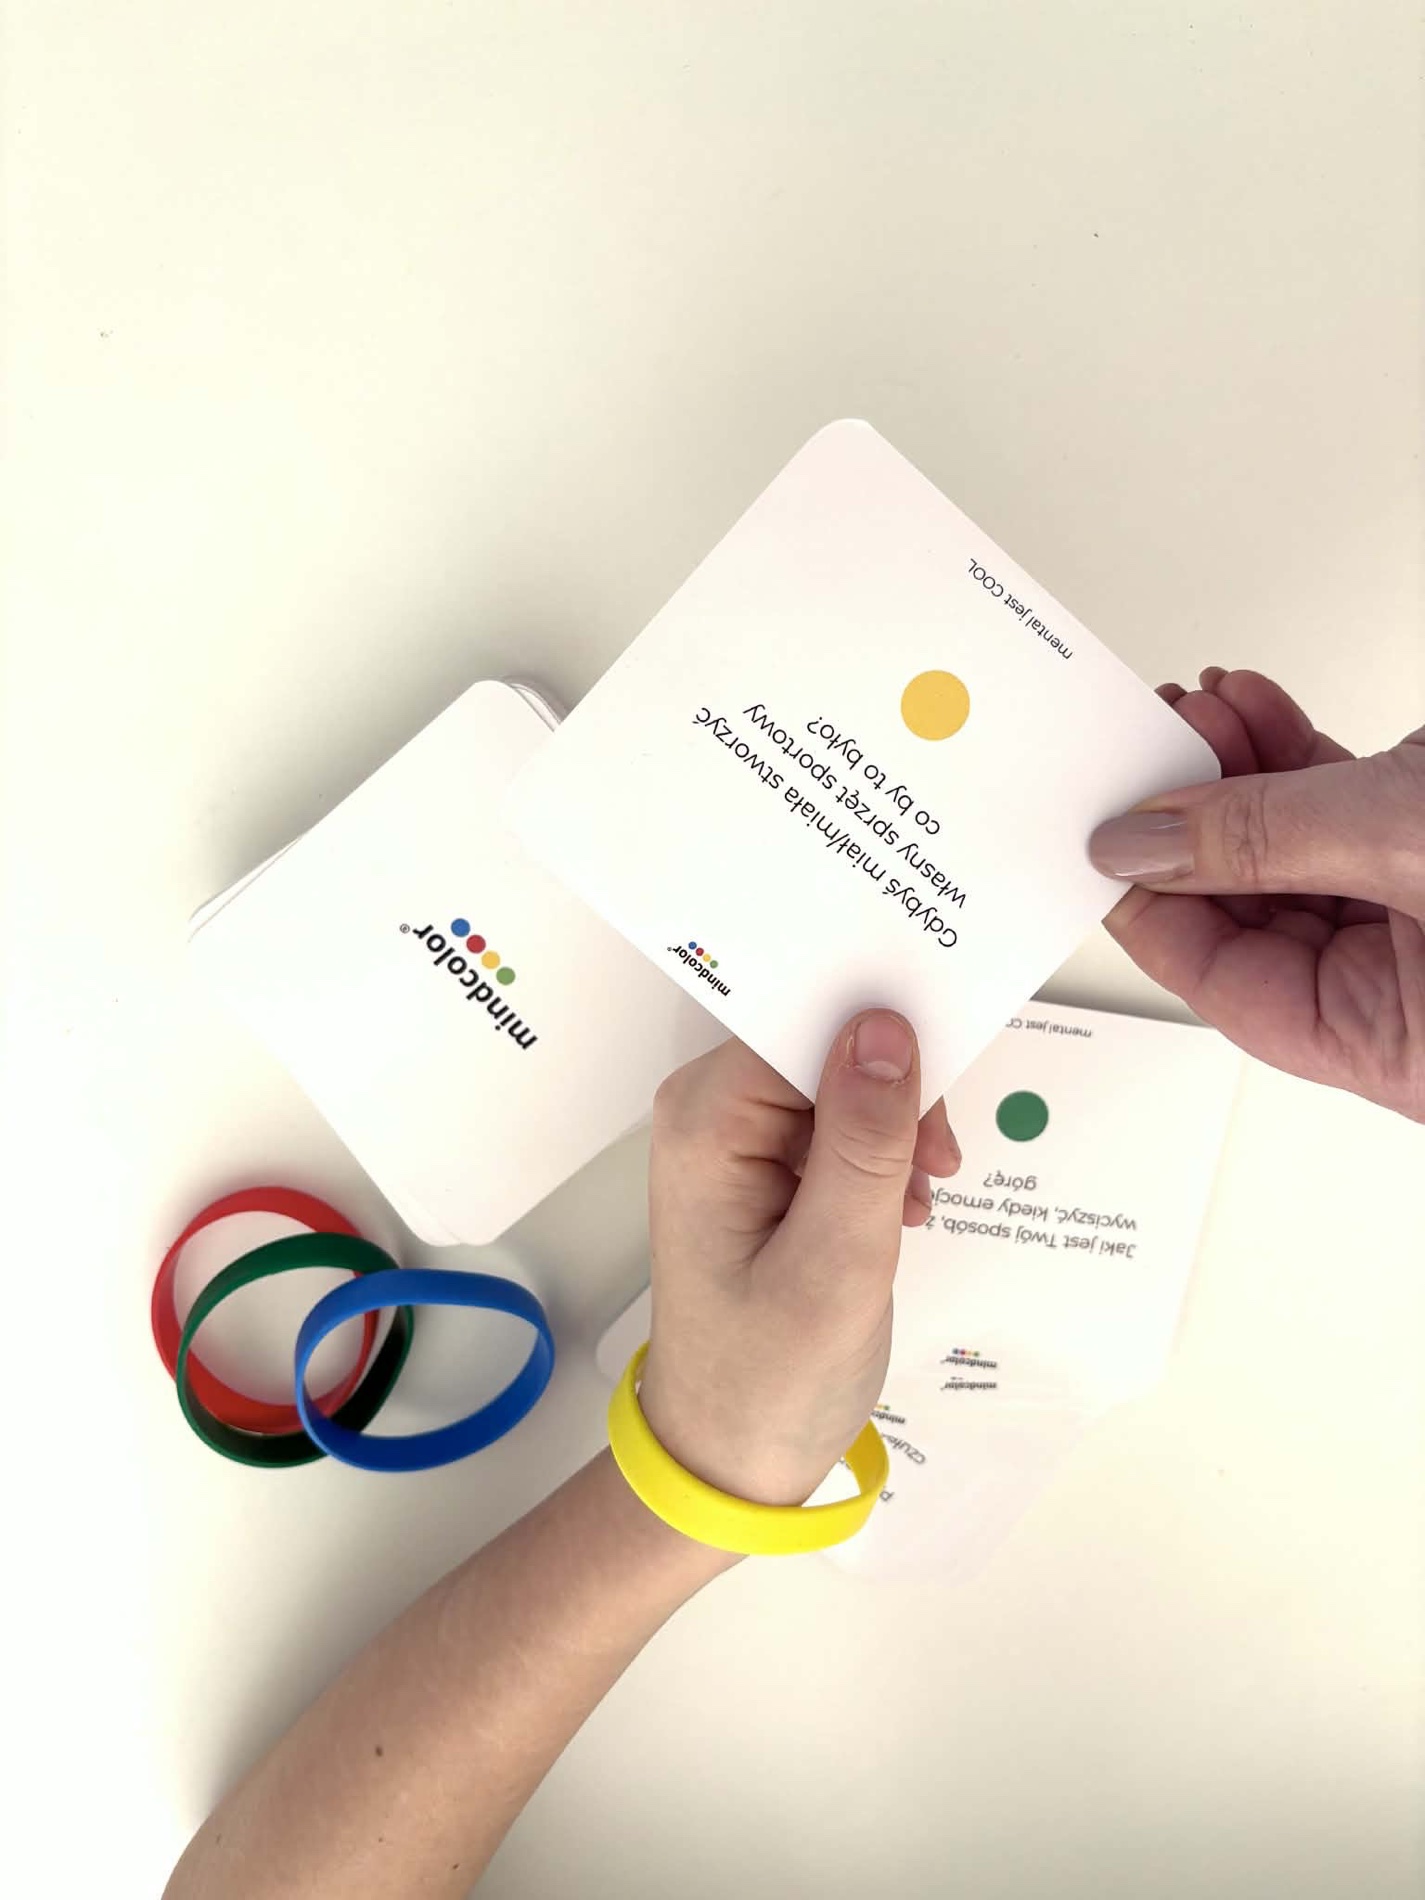 mindcolor®
Gdybyś miał/miała stworzyć
własny sprzęt sportowy
co by to było?
mental jest COOL
mindcolor®
mindcolor®
Jaki jest Twój sposób,
wyciszyć, kiedy
górę?
mental jest
mindcolor®